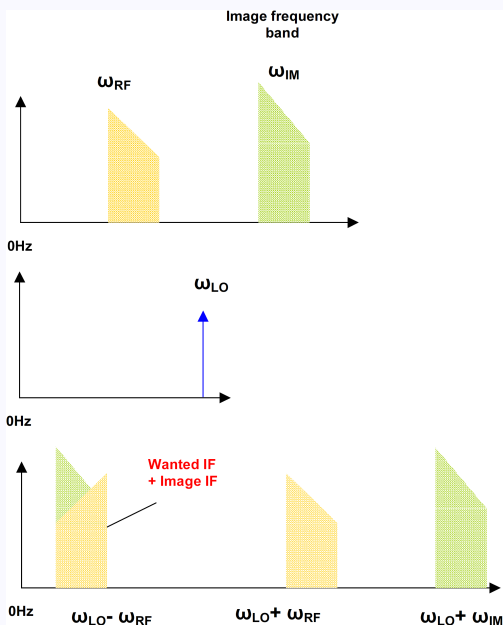 Image frequency
band
ωRF
ωIM
0Hz
ωLO
0Hz
Wanted IF
+ Image IF
0Hz
ωLO- ωRF
ωLO+ ωRF
ωLO+ ωIM